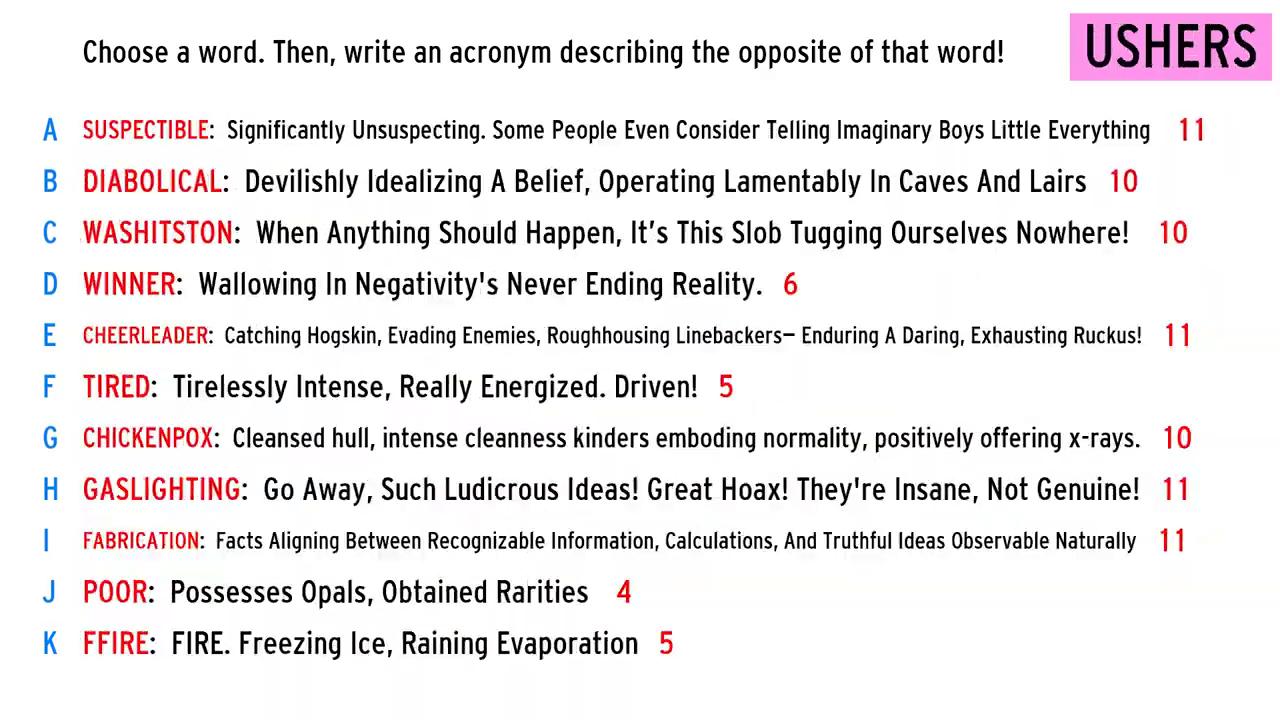 Choose a word. Then, write an acronym describing the opposite of that word!
USHERS
A SUSPECTIBLE: Significantly Unsuspecting. Some People Even Consider Telling Imaginary Boys Little Everything 11
B DIABOLICAL: Devilishly Idealizing A Belief, Operating Lamentably In Caves And Lairs 10
C WASHITSTON: When Anything Should Happen, It’s This Slob Tugging Ourselves Nowhere! 10
D WINNER: Wallowing In Negativity's Never Ending Reality. 6
E CHEERLEADER: Catching Hogskin, Evading Enemies, Roughhousing Linebackers— Enduring A Daring, Exhausting Ruckus! 11
F TIRED: Tirelessly Intense, Really Energized. Driven! 5
G CHICKENPOX: Cleansed hull, intense cleanness kinders emboding normality, positively offering x-rays. 10
H GASLIGHTING: Go Away, Such Ludicrous Ideas! Great Hoax! They're Insane, Not Genuine! 11
I FABRICATION: Facts Aligning Between Recognizable Information, Calculations, And Truthful Ideas Observable Naturally 11
J POOR: Possesses Opals, Obtained Rarities 4
K FFIRE: FIRE. Freezing Ice, Raining Evaporation 5